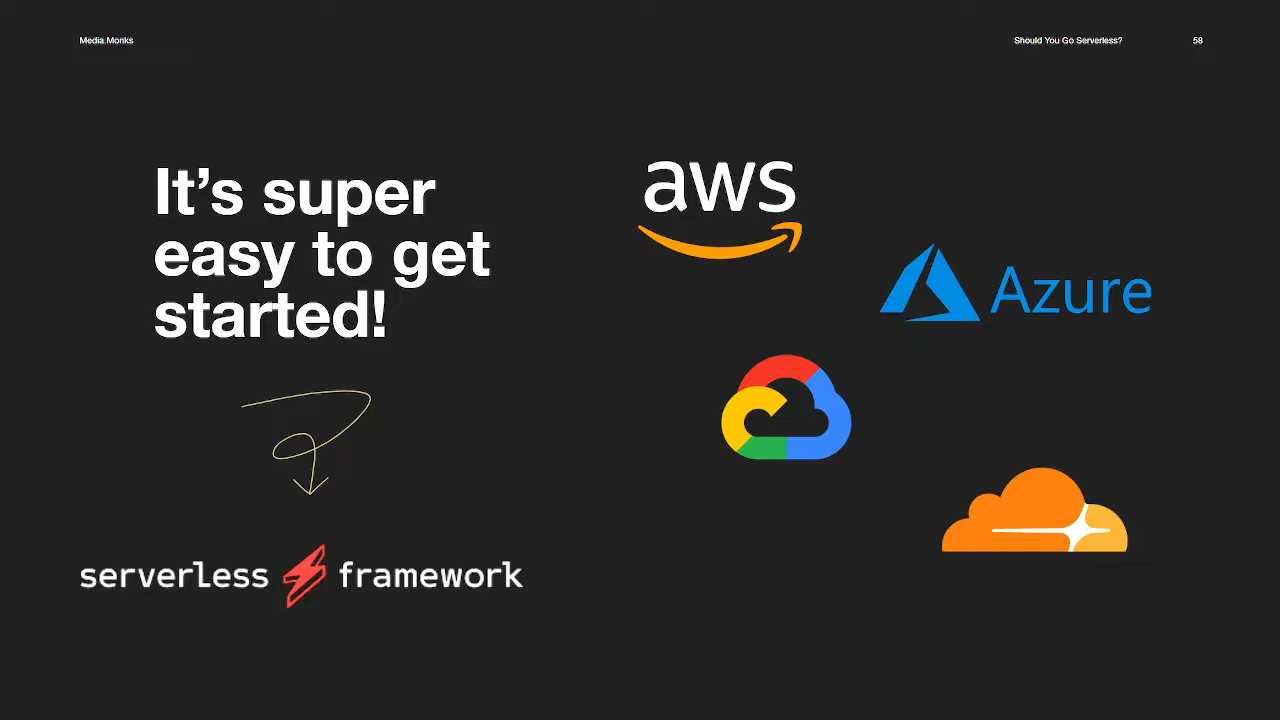 Media.Monks
Should You Go Serverless?
58
It’s super
easy to get
started!
aws
Azure
serverless framework